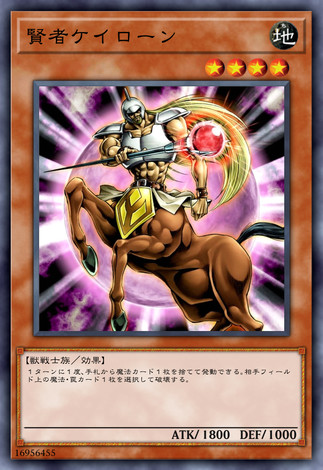 賢者ケイローン
地
【獣戦士族／効果】
１ターンに１度、手札から魔法カード１枚を捨てて発動できる。相手フィール
ド上の魔法・罠カード１枚を選択して破壊する。
ATK/1800 DEF/1000
16956455